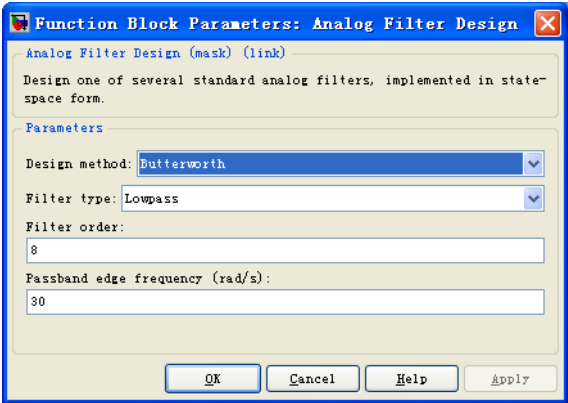 Function Block Parameters: Analog Filter Design
Analog Filter Design (mask) (link)
Design one of several standard analog filters, implemented in state-
space form.
Parameters
Design method: Butterworth
Filter type: Lowpass
Filter order:
8
Passband edge frequency (rad/s):
30
OK Cancel Help Apply